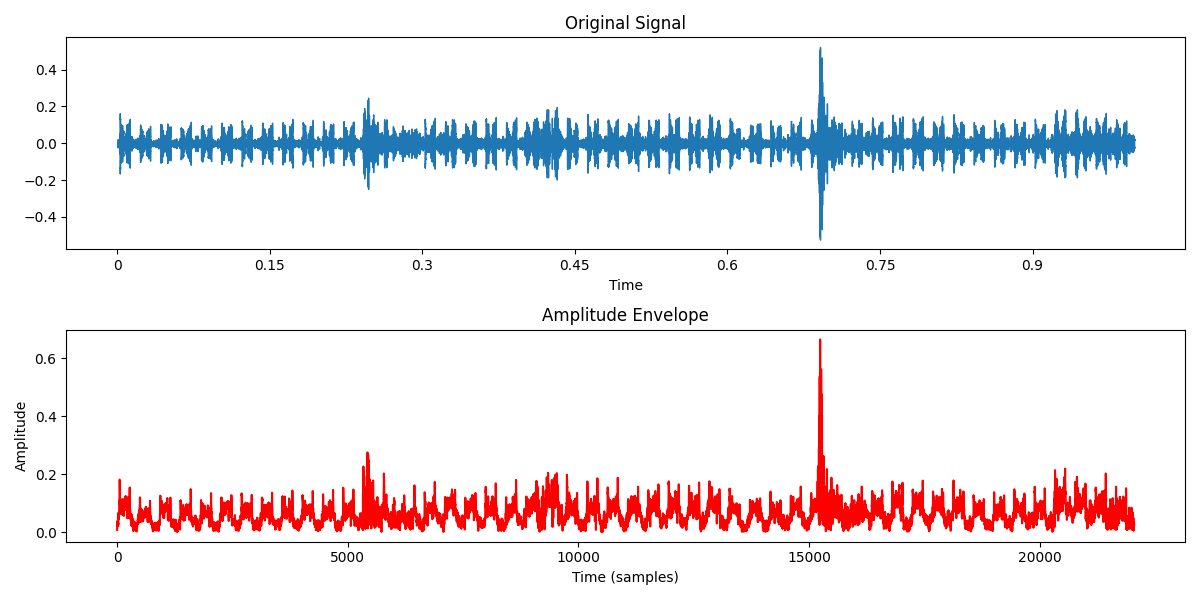 Original Signal
0.4
0.2
0.0
−0.2
−0.4
0 0.15 0.3 0.45 0.6 0.75 0.9
Time
Amplitude Envelope
Amplitude
0.6
0.4
0.2
0.0
0 5000 10000 15000 20000
Time (samples)